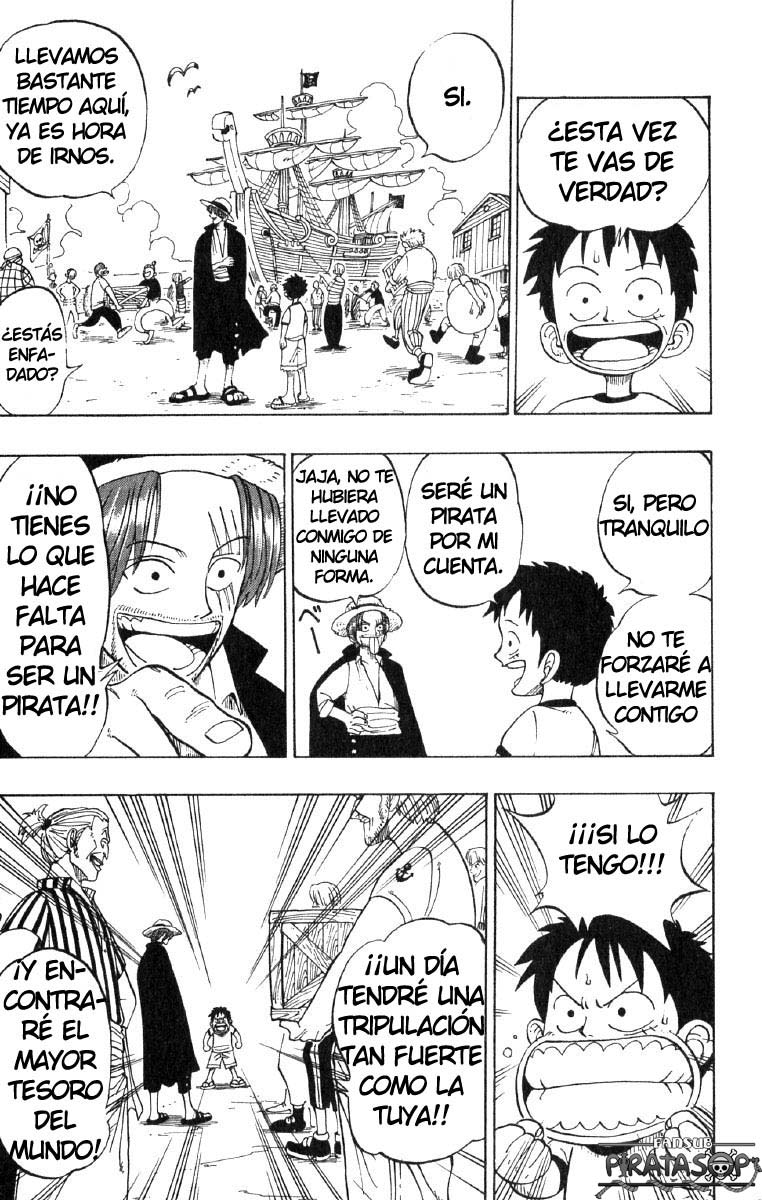 ¿ESTA VEZ
TE VAS DE
VERDAD?
SI.
LLEVAMOS
BASTANTE
TIEMPO AQUÍ,
YA ES HORA
DE IRNOS.
¿ESTÁS
ENFA-
DADO?
SI, PERO
TRANQUILO
NO TE
FORZARÉ A
LLEVARME
CONTIGO
SERÉ UN
PIRATA
POR MI
CUENTA.
JAJA, NO TE
HUBIERA
LLEVADO
CONMIGO DE
NINGUNA
FORMA.
べーっ
¡¡NO
TIENES
LO QUE
HACE
FALTA
PARA
SER UN
PIRATA!!
¡¡¡SI LO
TENGO!!!
¡¡UN DÍA
TENDRÉ UNA
TRIPULACIÓN
TAN FUERTE
COMO LA
TUYA!!
¡Y EN-
CONTRA-
RÉ EL
MAYOR
TESORO
DEL
MUNDO!
FANSUB
PIRATASOP